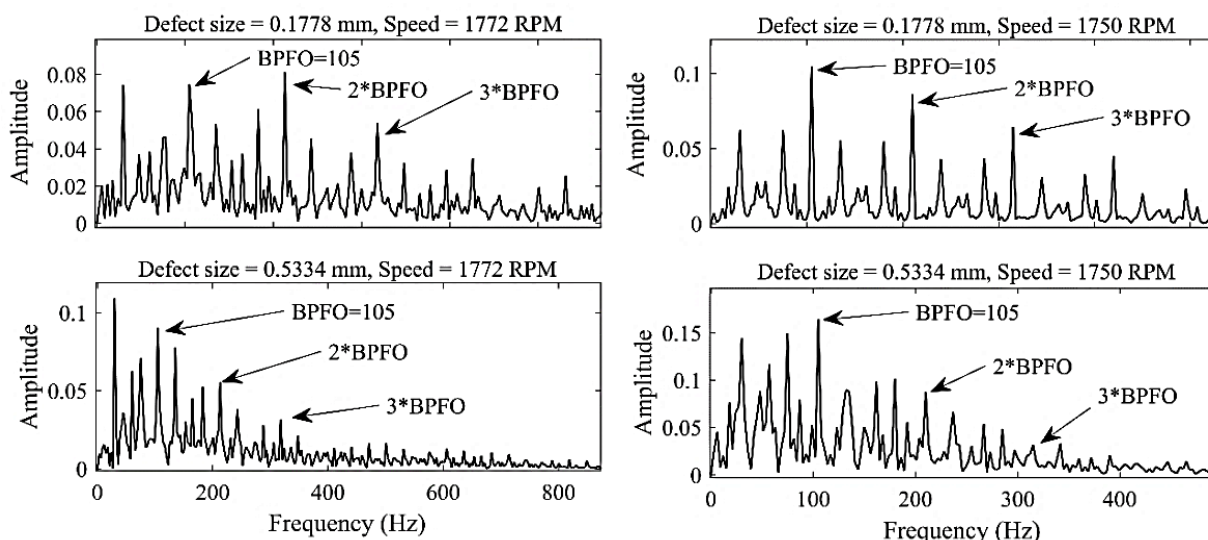 Defect size = 0.1778 mm, Speed = 1772 RPM
BPFO=105
2*BPFO
3*BPFO
Amplitude
0.08
0.06
0.04
0.02
0
Defect size = 0.1778 mm, Speed = 1750 RPM
BPFO=105
2*BPFO
3*BPFO
Amplitude
0.1
0.05
0
Defect size = 0.5334 mm, Speed = 1772 RPM
BPFO=105
2*BPFO
3*BPFO
Amplitude
0.1
0.05
0
0 200 400 600 800
Frequency (Hz)
Defect size = 0.5334 mm, Speed = 1750 RPM
BPFO=105
2*BPFO
3*BPFO
Amplitude
0.15
0.1
0.05
0
0 100 200 300 400
Frequency (Hz)